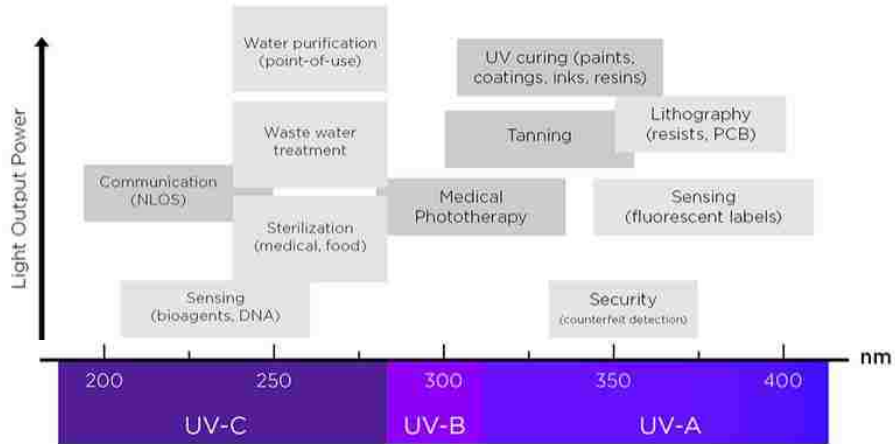 Light Output Power
Water purification
(point-of-use)
UV curing (paints,
coatings, inks, resins)
Waste water
treatment
Tanning
Lithography
(resists, PCB)
Communication
(NLOS)
Medical
Phototherapy
Sensing
(fluorescent labels)
Sterilization
(medical, food)
Sensing
(bioagents, DNA)
Security
(counterfeit detection)
200 250 300 350 400 nm
UV-C UV-B UV-A